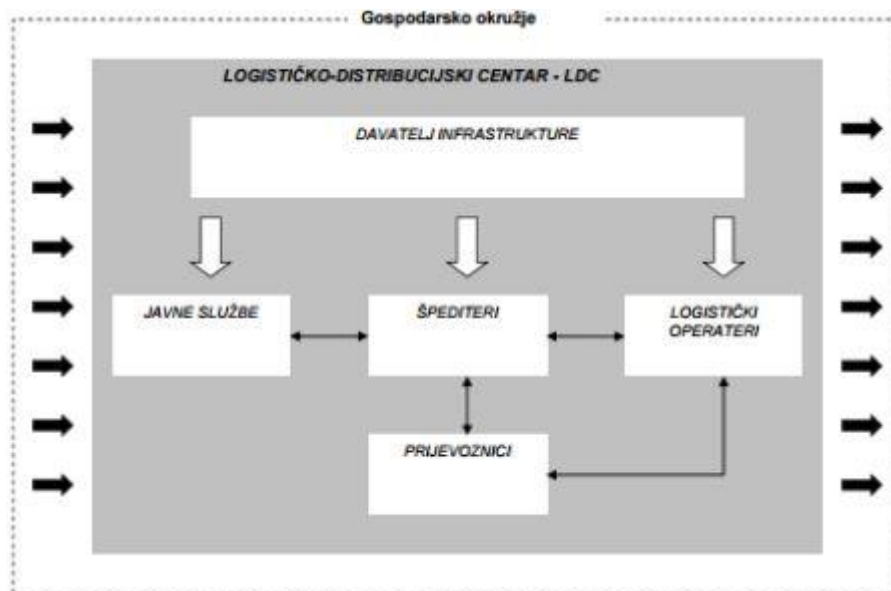 Gospodarsko okružje
LOGISTIČKO-DISTRIBUCIJSKI CENTAR - LDC
DAVATELJ INFRASTRUKTURE
JAVNE SLUŽBE
ŠPEDITERI
LOGISTIČKI
OPERATERI
PRIJEVOZNICI